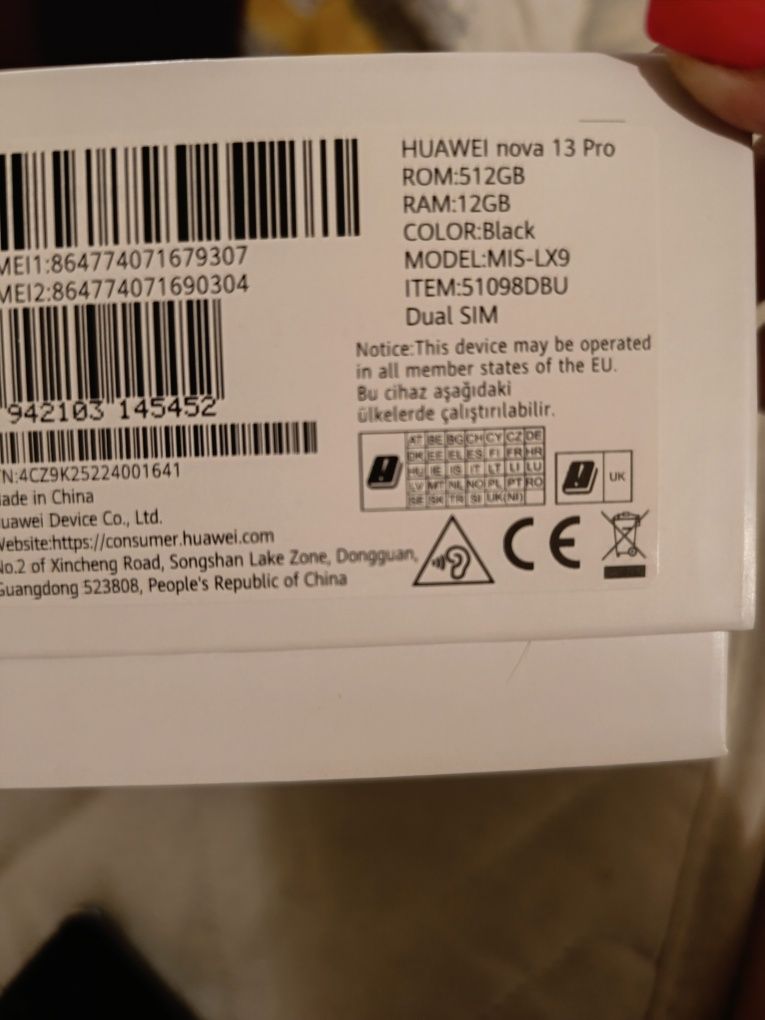 HUAWEI nova 13 Pro
ROM:512GB
RAM:12GB
COLOR:Black
MODEL:MIS-LX9
ITEM:51098DBU
Dual SIM
MEI1:864774071679307
MEI2:864774071690304
942103 145452
/N:4CZ9K25224001641
ade in China
uawei Device Co., Ltd.
Website:https://consumer.huawei.com
No.2 of Xincheng Road, Songshan Lake Zone, Dongguan,
Guangdong 523808, People's Republic of China
Notice:This device may be operated
in all member states of the EU.
Bu cihaz aşağıdaki
ülkelerde çalıştırılabilir.
AT BE BG CH CY CZ DE
DK EE EL ES FI FR HR
HU IE IS IT LT LI LU
LV MT NL NO PL PT RO
SE SK TR SI UK(NI)
UK
CE